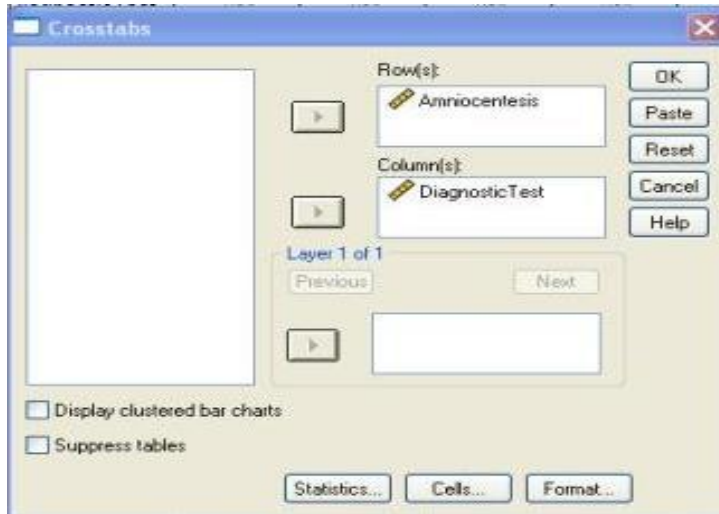 Crosstabs
Row(s):
Amniocentesis
OK
Paste
Reset
Cancel
Help
Column(s):
DiagnosticTest
Layer 1 of 1
Previous
Next
Display clustered bar charts
Suppress tables
Statistics...
Cells...
Format...